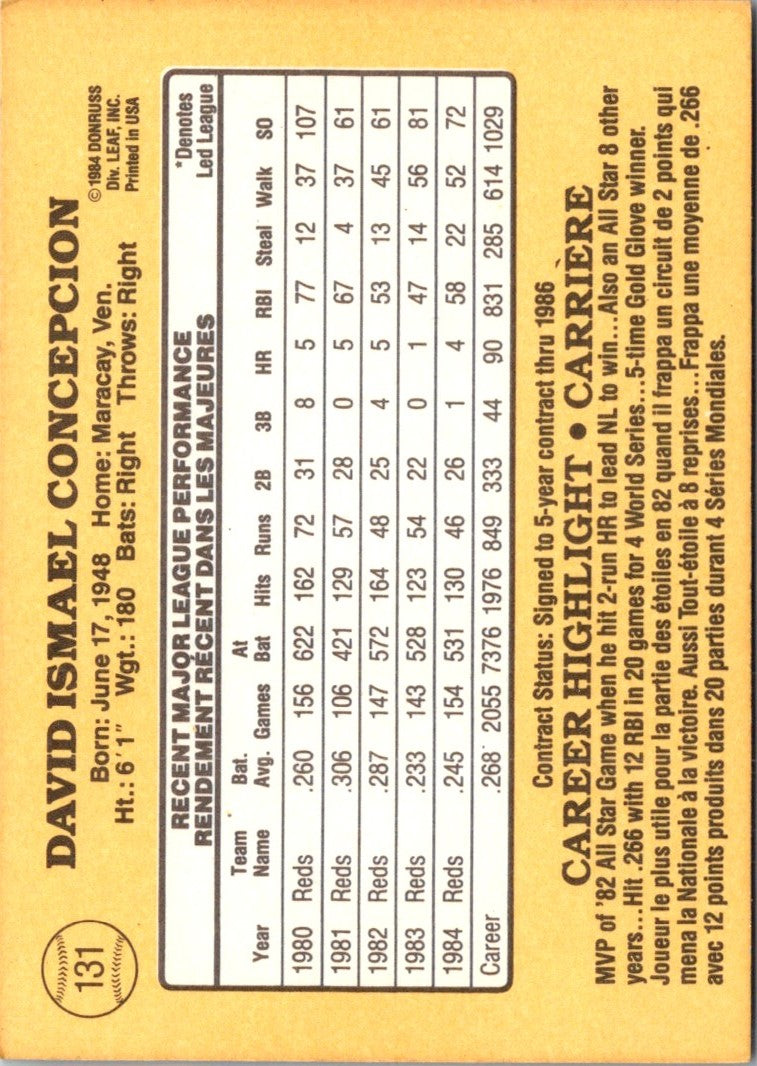 131
DAVID ISMAEL CONCEPCION
Born: June 17, 1948 Home: Maracay, Ven.
Ht.: 6'1" Wgt.: 180 Bats: Right Throws: Right
©1984 DONRUSS
Div. LEAF, INC.
Printed in USA
RECENT MAJOR LEAGUE PERFORMANCE
RENDEMENT RECENT DANS LES MAJEURES
*Denotes
Led League
Year Team Name Bat. Avg. Games At Bat Hits Runs 2B 3B HR RBI Steal Walk SO
1980 Reds .260 156 622 162 72 31 8 5 77 12 37 107
1981 Reds .306 106 421 129 57 28 0 5 67 4 37 61
1982 Reds .287 147 572 164 48 25 4 5 53 13 45 61
1983 Reds .233 143 528 123 54 22 0 1 47 14 56 81
1984 Reds .245 154 531 130 46 26 1 4 58 22 52 72
Career .268 2055 7376 1976 849 333 44 90 831 285 614 1029
Contract Status: Signed to 5-year contract thru 1986
CAREER HIGHLIGHT • CARRIÈRE
MVP of '82 All Star Game when he hit 2-run HR to lead NL to win...Also an All Star 8 other
years...Hit .266 with 12 RBI in 20 games for 4 World Series...5-time Gold Glove winner.
Joueur le plus utile pour la partie des étoiles en 82 quand il frappa un circuit de 2 points qui
mena la Nationale à la victoire. Aussi Tout-étoile à 8 reprises...Frappa une moyenne de .266
avec 12 points produits dans 20 parties durant 4 Séries Mondiales.